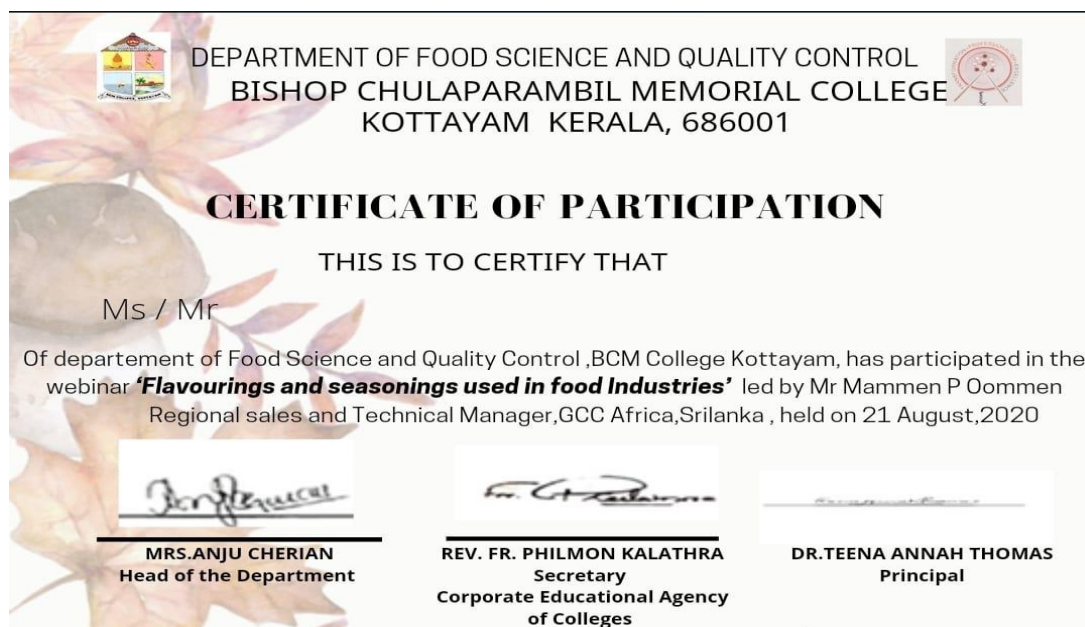 DEPARTMENT OF FOOD SCIENCE AND QUALITY CONTROL
BISHOP CHULAPARAMBIL MEMORIAL COLLEGE
KOTTAYAM KERALA, 686001
CERTIFICATE OF PARTICIPATION
THIS IS TO CERTIFY THAT
Ms / Mr
Of departement of Food Science and Quality Control ,BCM College Kottayam, has participated in the
webinar 'Flavourings and seasonings used in food Industries' led by Mr Mammen P Oommen
Regional sales and Technical Manager,GCC Africa,Srilanka , held on 21 August,2020
MRS.ANJU CHERIAN
Head of the Department
REV. FR. PHILMON KALATHRA
Secretary
Corporate Educational Agency
of Colleges
DR.TEENA ANNAH THOMAS
Principal